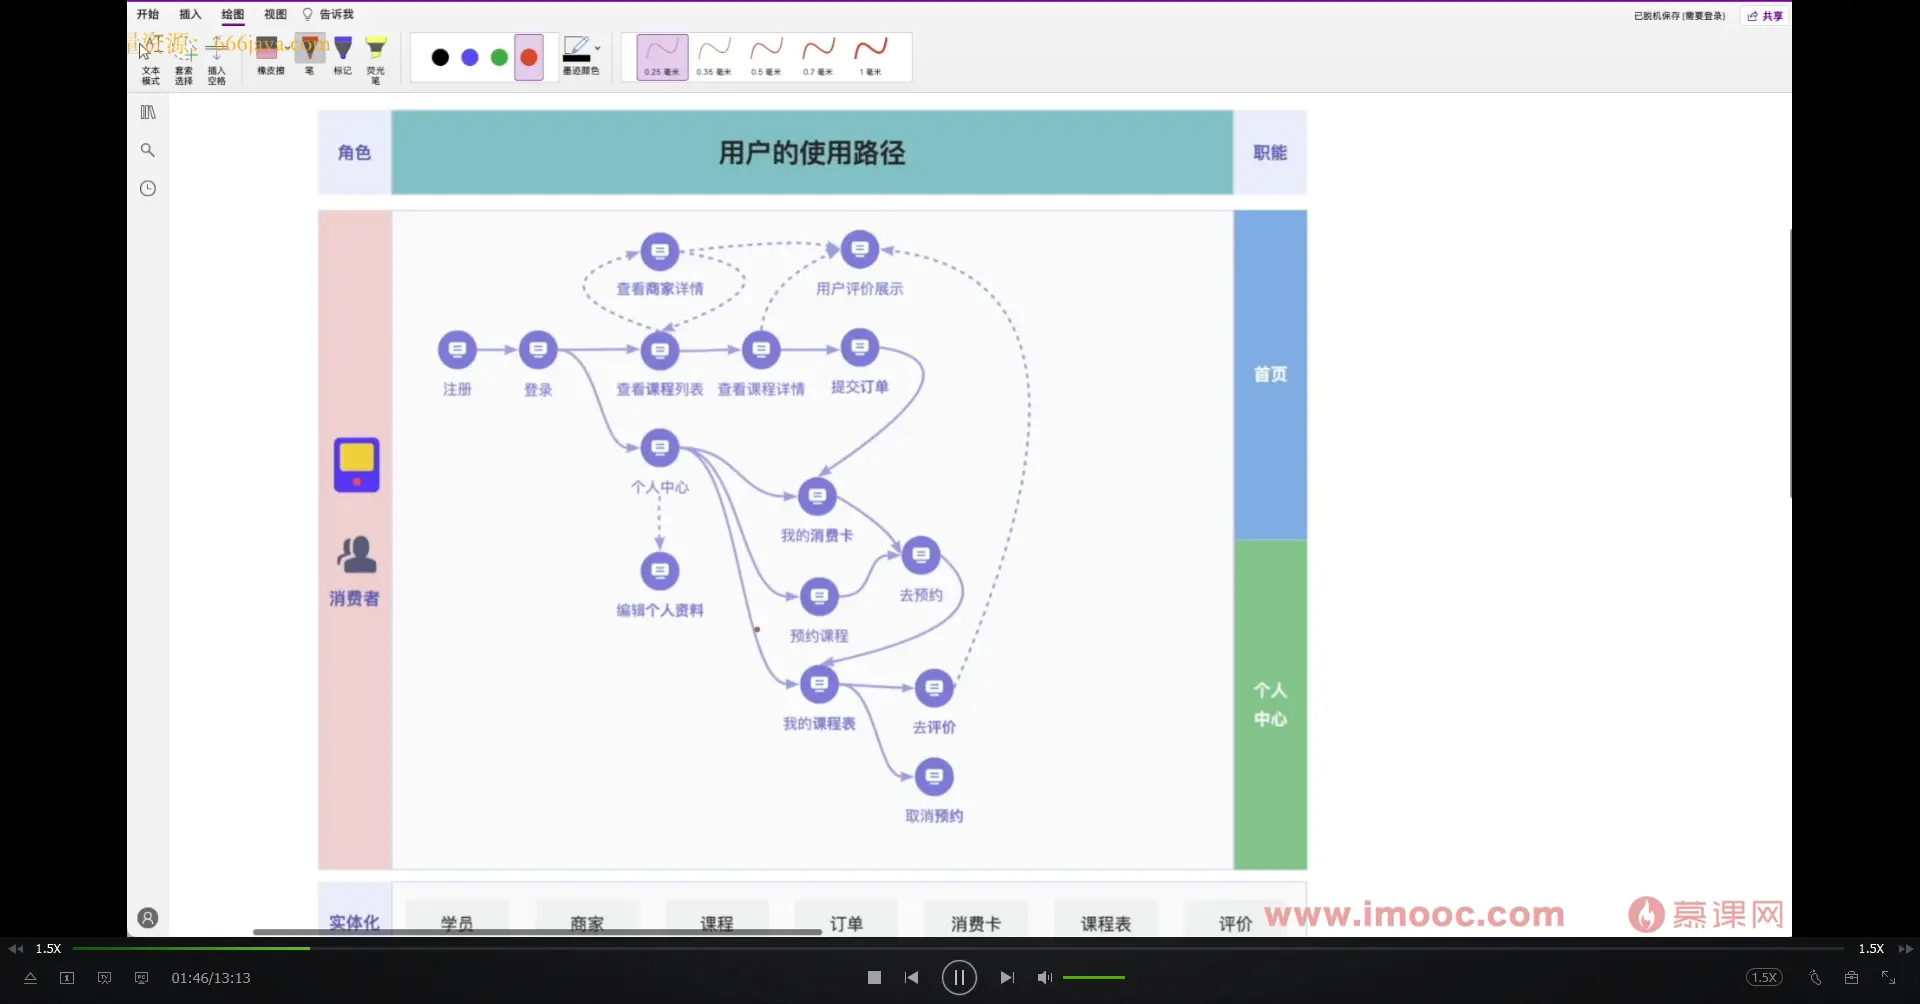 开始 插入 绘图 视图 告诉我
已脱机保存(需要登录) 共享
资源：666java.com
文本模式 套索选择 插入空格 橡皮擦 笔 标记 荧光笔 墨迹颜色 0.25 毫米 0.35 毫米 0.5 毫米 0.7 毫米 1 毫米
角色 用户的使用路径 职能
查看商家详情 用户评价展示
注册 登录 查看课程列表 查看课程详情 提交订单
首页
个人中心
我的消费卡
去预约
消费者
编辑个人资料
预约课程
个人中心
我的课程表 去评价
取消预约
实体化 学员 商家 课程 订单 消费卡 课程表 评价
www.imooc.com 慕课网
1.5X 1.5X
01:46/13:13 1.5X